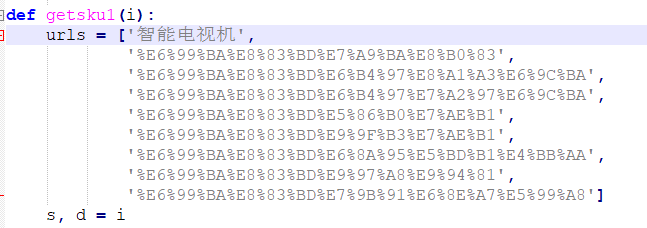 def getsku1(i):
urls = ['智能电视机',
'%E6%99%BA%E8%83%BD%E7%A9%BA%E8%B0%83',
'%E6%99%BA%E8%83%BD%E6%B4%97%E8%A1%A3%E6%9C%BA',
'%E6%99%BA%E8%83%BD%E6%B4%97%E7%A2%97%E6%9C%BA',
'%E6%99%BA%E8%83%BD%E5%86%B0%E7%AE%B1',
'%E6%99%BA%E8%83%BD%E9%9F%B3%E7%AE%B1',
'%E6%99%BA%E8%83%BD%E6%8A%95%E5%BD%B1%E4%BB%AA',
'%E6%99%BA%E8%83%BD%E9%97%A8%E9%94%81',
'%E6%99%BA%E8%83%BD%E7%9B%91%E6%8E%A7%E5%99%A8']
s, d = i